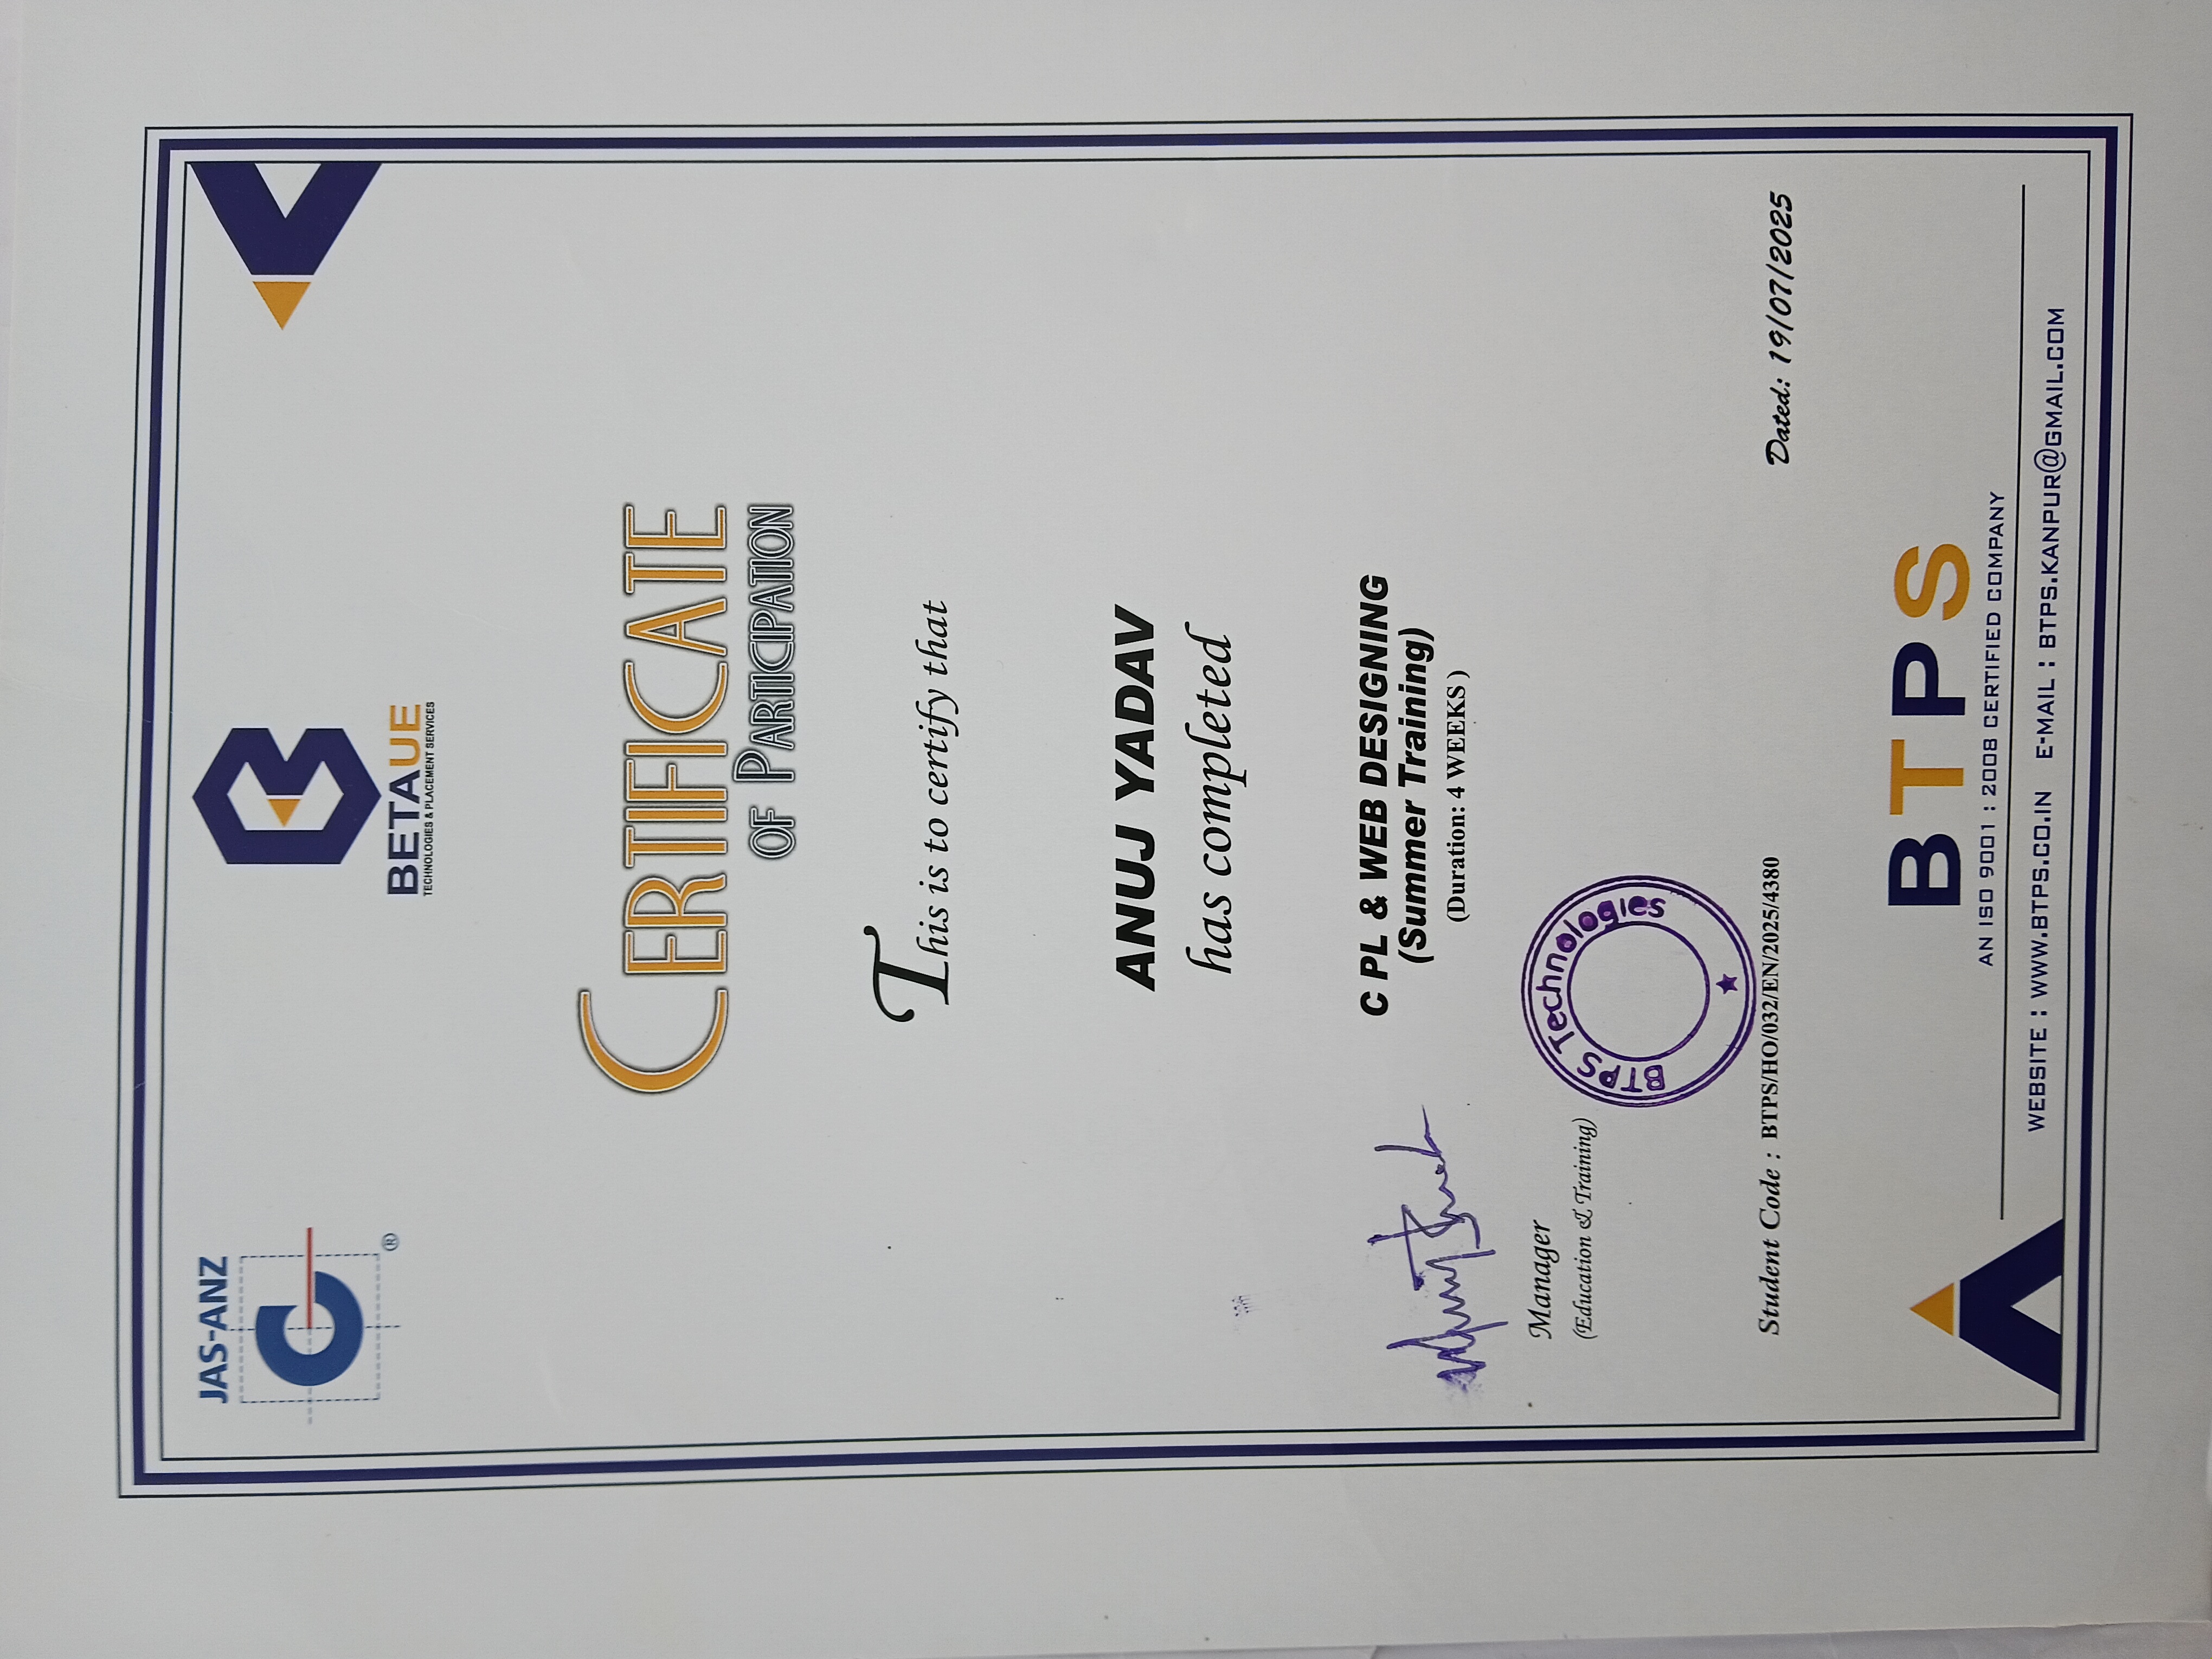 JAS-ANZ
®
BETAUE
TECHNOLOGIES & PLACEMENT SERVICES
CERTIFICATE
OF PARTICIPATION
This is to certify that
ANUJ YADAV
has completed
C PL & WEB DESIGNING
(Summer Training)
(Duration: 4 WEEKS )
Manager
(Education & Training)
BTPS Technologies
Student Code : BTPS/HO/032/EN/2025/4380
Dated: 19/07/2025
BTPS
AN ISO 9001 : 2008 CERTIFIED COMPANY
WEBSITE : WWW.BTPS.CO.IN E-MAIL : BTPS.KANPUR@GMAIL.COM